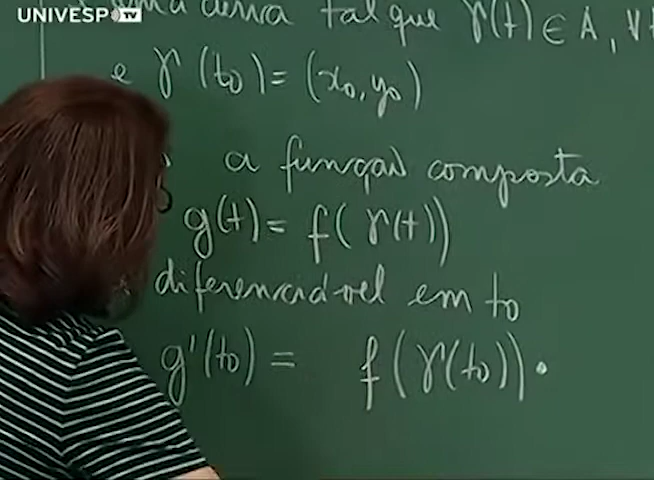 UNIVESP TV
uma curva tal que γ(t) ∈ A, ∀t
e γ(t₀) = (x₀, y₀)
a função composta
g(t) = f(γ(t))
diferenciável em t₀
g'(t₀) = f(γ(t₀)) ·